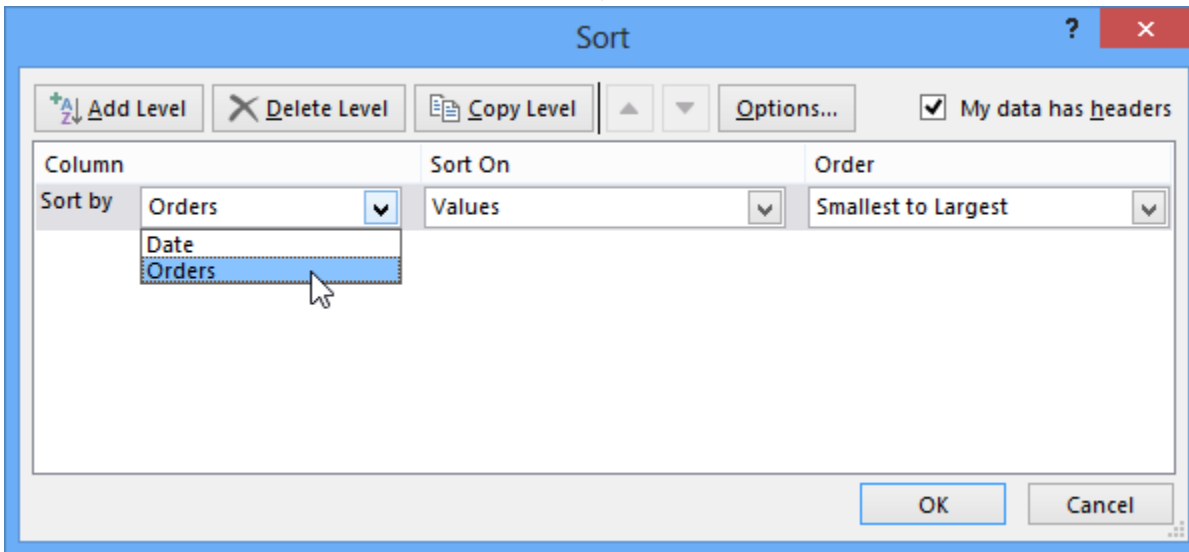 Sort ?
Add Level Delete Level Copy Level Options... My data has headers
Column Sort On Order
Sort by Orders Values Smallest to Largest
Date
Orders
OK Cancel